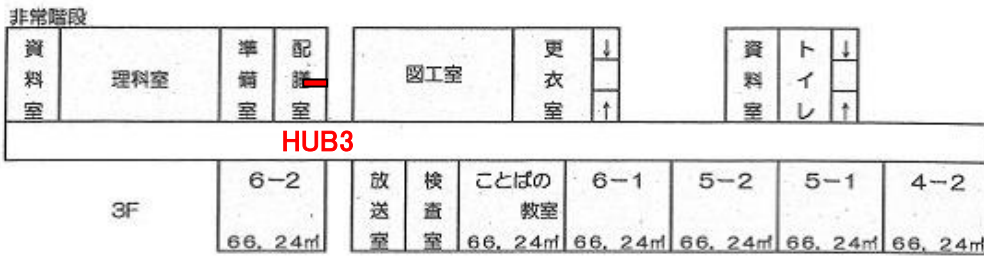 非常階段
資料室
理科室
準備室
配膳室
図工室
更衣室
↓
↑
資料室
トイレ
↓
↑
HUB3
3F
6-2
66.24㎡
放送室
検査室
ことばの
教室
66.24㎡
6-1
66.24㎡
5-2
66.24㎡
5-1
66.24㎡
4-2
66.24㎡